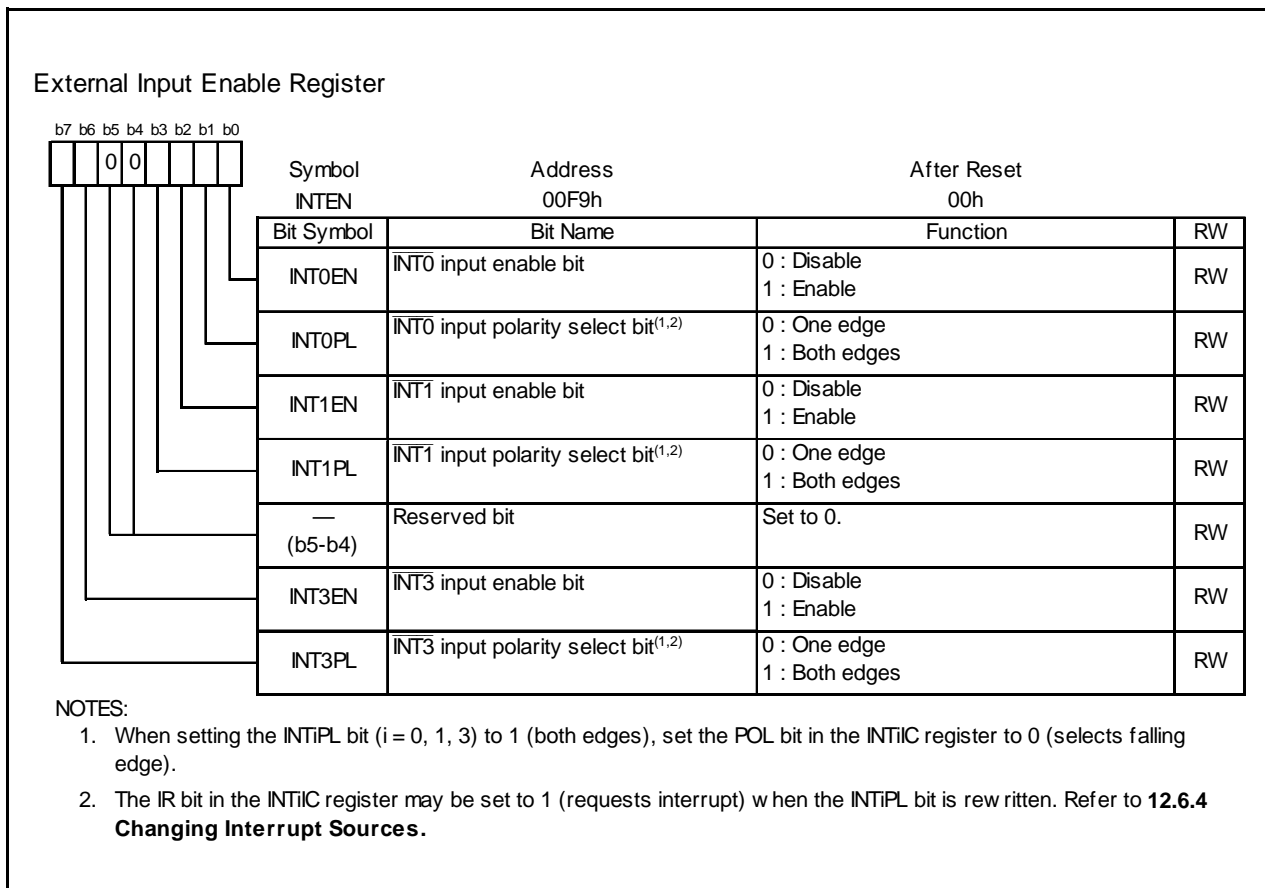 External Input Enable Register
b7 b6 b5 b4 b3 b2 b1 b0
0 0
Symbol Address After Reset
INTEN 00F9h 00h
Bit Symbol Bit Name Function RW
INT0EN INT0 input enable bit 0 : Disable RW
1 : Enable
INT0PL INT0 input polarity select bit(1,2) 0 : One edge RW
1 : Both edges
INT1EN INT1 input enable bit 0 : Disable RW
1 : Enable
INT1PL INT1 input polarity select bit(1,2) 0 : One edge RW
1 : Both edges
— Reserved bit Set to 0. RW
(b5-b4)
INT3EN INT3 input enable bit 0 : Disable RW
1 : Enable
INT3PL INT3 input polarity select bit(1,2) 0 : One edge RW
1 : Both edges
NOTES:
1. When setting the INTiPL bit (i = 0, 1, 3) to 1 (both edges), set the POL bit in the INTiIC register to 0 (selects falling
edge).
2. The IR bit in the INTiIC register may be set to 1 (requests interrupt) when the INTiPL bit is rewritten. Refer to 12.6.4
Changing Interrupt Sources.